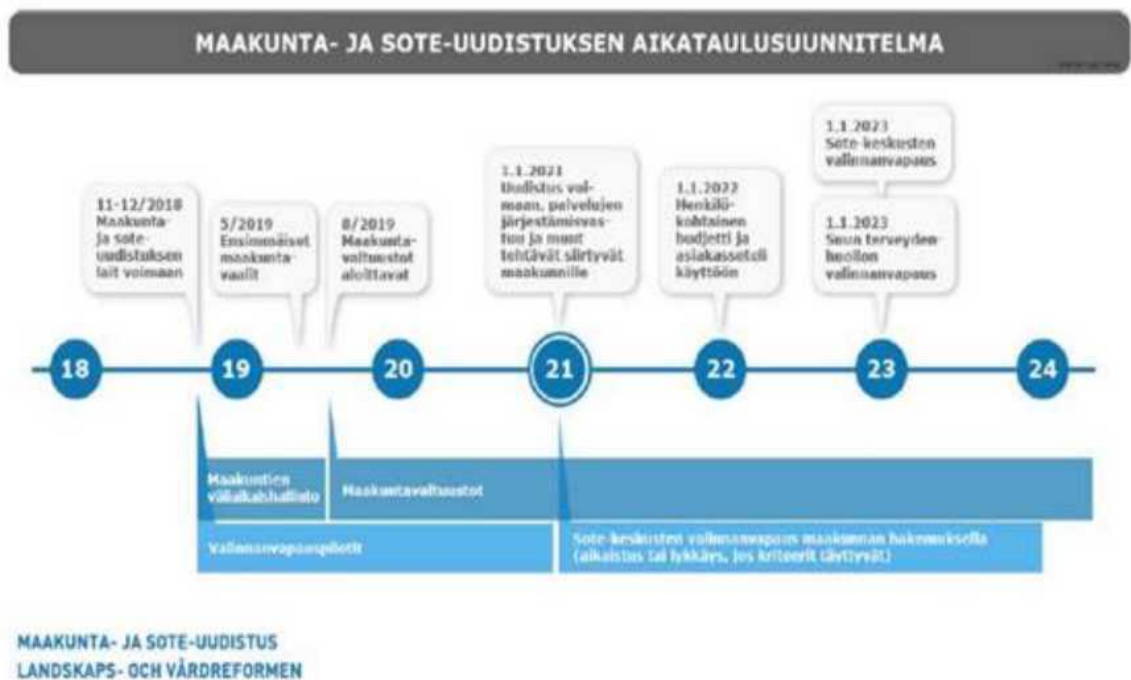 MAAKUNTA- JA SOTE-UUDISTUKSEN AIKATAULUSUUNNITELMA
11-12/2018
Maakunta-
ja sote-
uudistuksen
lait voimaan
5/2019
Ensimmäiset
maakunta-
vaalit
8/2019
Maakunta-
valtuustot
aloittavat
1.1.2021
Uudistus voi-
maan, palvelujen
järjestämisvas-
tuu ja muut
tehtävät siirtyvät
maakunnille
1.1.2022
Henkilö-
kohtainen
budjetti ja
asiakasseteli
käyttöön
1.1.2023
Sote-keskusten
valinnanvapaus
1.1.2023
Suun terveyden-
huollon
valinnanvapaus
18 19 20 21 22 23 24
Maakuntien
väliaikaishallinto
Maakuntavaltuustot
Valinnanvapauspilotit
Sote-keskusten valinnanvapaus maakunnan hakemuksella
(aikaistus tai lykkäys, jos kriteerit täyttyvät)
MAAKUNTA- JA SOTE-UUDISTUS
LANDSKAPS- OCH VÅRDREFORMEN